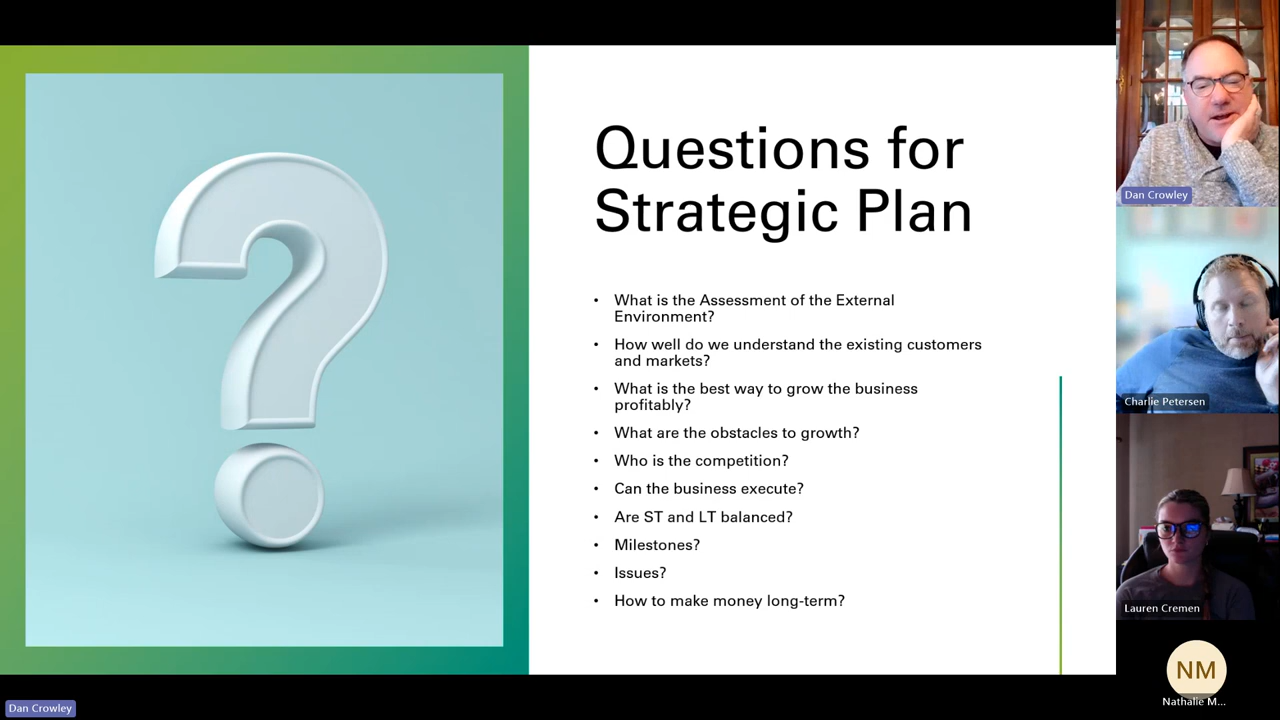 Questions for
Strategic Plan
• What is the Assessment of the External
Environment?
• How well do we understand the existing customers
and markets?
• What is the best way to grow the business
profitably?
• What are the obstacles to growth?
• Who is the competition?
• Can the business execute?
• Are ST and LT balanced?
• Milestones?
• Issues?
• How to make money long-term?
Dan Crowley
Charlie Petersen
Lauren Cremen
NM
Nathalie M...
Dan Crowley